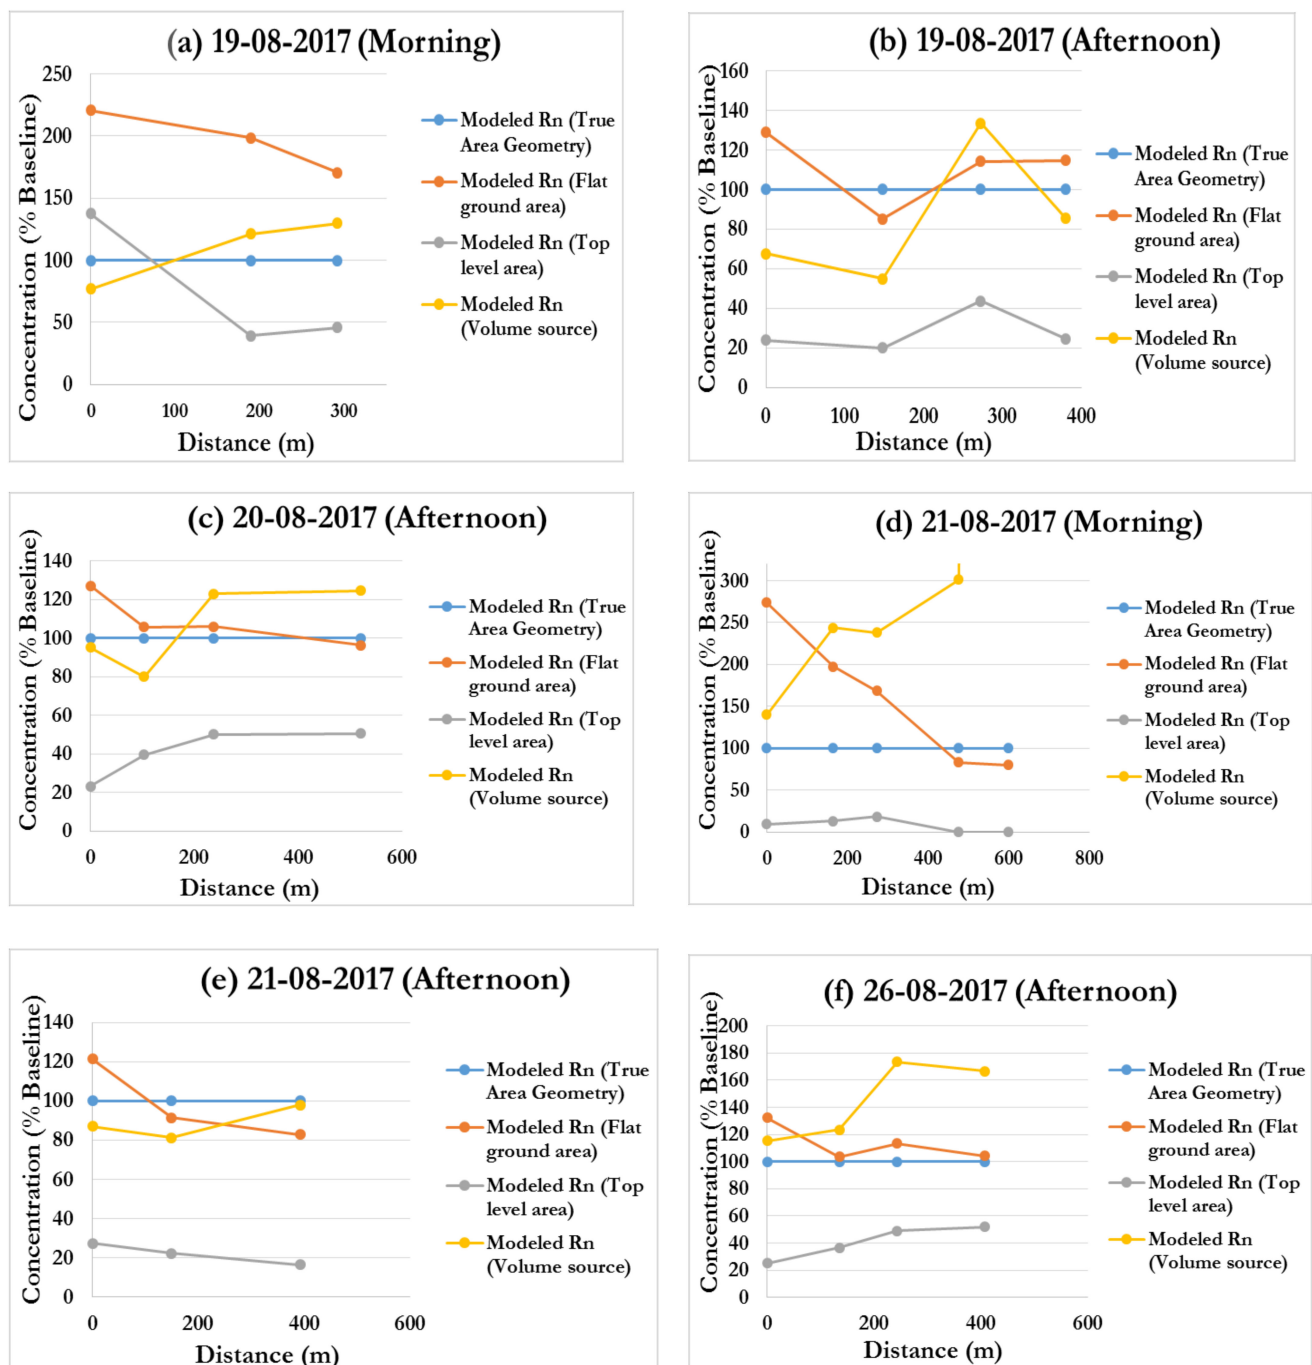 (a) 19-08-2017 (Morning)
Concentration (% Baseline)
250
200
150
100
50
0
0 100 200 300
Distance (m)
Modeled Rn (True
Area Geometry)
Modeled Rn (Flat
ground area)
Modeled Rn (Top
level area)
Modeled Rn
(Volume source)
(b) 19-08-2017 (Afternoon)
Concentration (% Baseline)
160
140
120
100
80
60
40
20
0
0 100 200 300 400
Distance (m)
Modeled Rn (True
Area Geometry)
Modeled Rn (Flat
ground area)
Modeled Rn (Top
level area)
Modeled Rn
(Volume source)
(c) 20-08-2017 (Afternoon)
Concentration (% Baseline)
140
120
100
80
60
40
20
0
0 200 400 600
Distance (m)
Modeled Rn (True
Area Geometry)
Modeled Rn (Flat
ground area)
Modeled Rn (Top
level area)
Modeled Rn
(Volume source)
(d) 21-08-2017 (Morning)
Concentration (% Baseline)
300
250
200
150
100
50
0
0 200 400 600 800
Distance (m)
Modeled Rn (True
Area Geometry)
Modeled Rn (Flat
ground area)
Modeled Rn (Top
level area)
Modeled Rn
(Volume source)
(e) 21-08-2017 (Afternoon)
Concentration (% Baseline)
140
120
100
80
60
40
20
0
0 200 400 600
Distance (m)
Modeled Rn (True
Area Geometry)
Modeled Rn (Flat
ground area)
Modeled Rn (Top
level area)
Modeled Rn
(Volume source)
(f) 26-08-2017 (Afternoon)
Concentration (% Baseline)
200
180
160
140
120
100
80
60
40
20
0
0 200 400 600
Distance (m)
Modeled Rn (True
Area Geometry)
Modeled Rn (Flat
ground area)
Modeled Rn (Top
level area)
Modeled Rn
(Volume source)